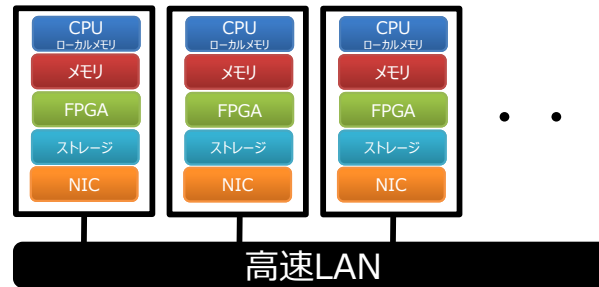 CPU
ローカルメモリ
メモリ
FPGA
ストレージ
NIC
CPU
ローカルメモリ
メモリ
FPGA
ストレージ
NIC
CPU
ローカルメモリ
メモリ
FPGA
ストレージ
NIC
・・
高速LAN